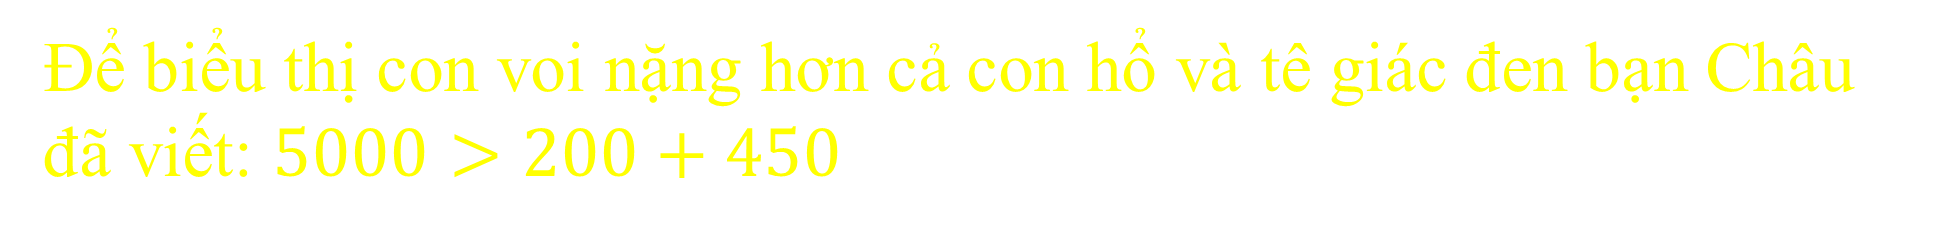 Để biểu thị con voi nặng hơn cả con hổ và tê giác đen bạn Châu
đã viết: 5000 > 200 + 450